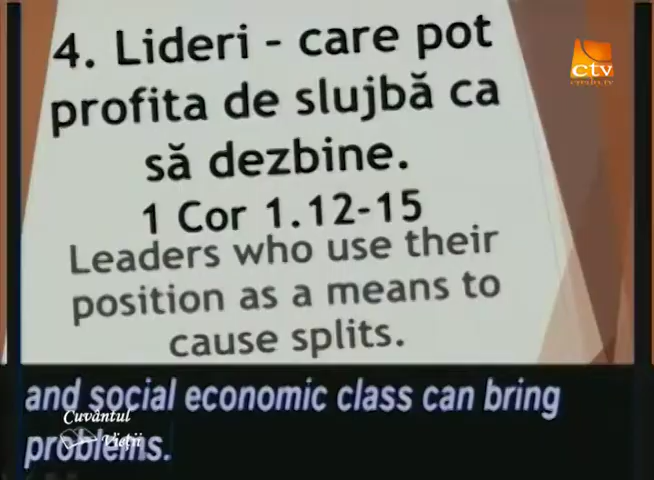 4. Lideri - care pot
profita de slujbă ca
să dezbine.
1 Cor 1.12-15
Leaders who use their
position as a means to
cause splits.
ctv
and social economic class can bring
problems.
Cuvântul
Vieții